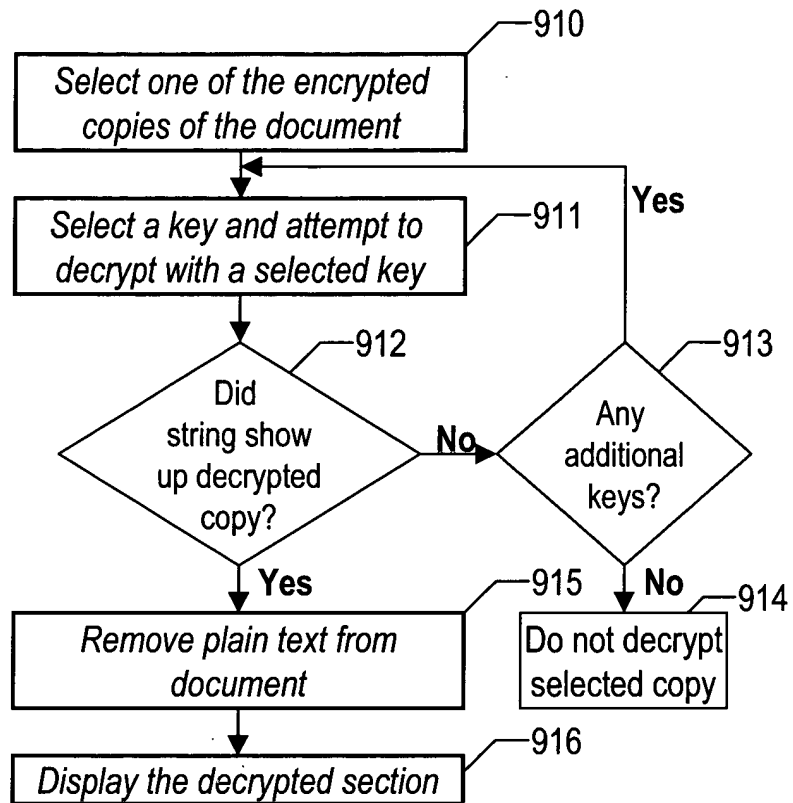 910
Select one of the encrypted
copies of the document
Yes
Select a key and attempt to
decrypt with a selected key
911
912
Did
string show
up decrypted
copy?
No
913
Any
additional
keys?
Yes
No
915
Remove plain text from
document
914
Do not decrypt
selected copy
916
Display the decrypted section